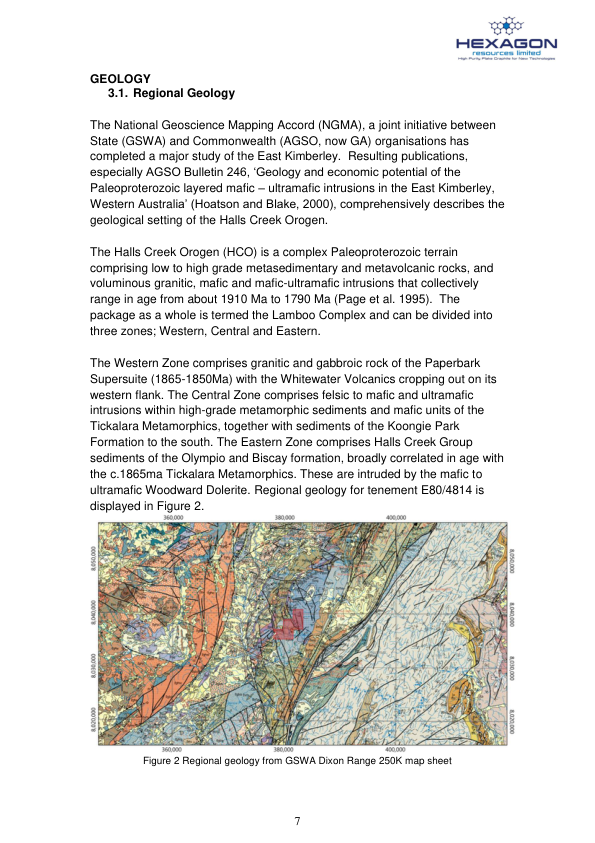 HEXAGON
resources limited
High Purity Flake Graphite for New Technologies
GEOLOGY
3.1. Regional Geology
The National Geoscience Mapping Accord (NGMA), a joint initiative between
State (GSWA) and Commonwealth (AGSO, now GA) organisations has
completed a major study of the East Kimberley.  Resulting publications,
especially AGSO Bulletin 246, ‘Geology and economic potential of the
Paleoproterozoic layered mafic – ultramafic intrusions in the East Kimberley,
Western Australia’ (Hoatson and Blake, 2000), comprehensively describes the
geological setting of the Halls Creek Orogen.
The Halls Creek Orogen (HCO) is a complex Paleoproterozoic terrain
comprising low to high grade metasedimentary and metavolcanic rocks, and
voluminous granitic, mafic and mafic-ultramafic intrusions that collectively
range in age from about 1910 Ma to 1790 Ma (Page et al. 1995).  The
package as a whole is termed the Lamboo Complex and can be divided into
three zones; Western, Central and Eastern.
The Western Zone comprises granitic and gabbroic rock of the Paperbark
Supersuite (1865-1850Ma) with the Whitewater Volcanics cropping out on its
western flank. The Central Zone comprises felsic to mafic and ultramafic
intrusions within high-grade metamorphic sediments and mafic units of the
Tickalara Metamorphics, together with sediments of the Koongie Park
Formation to the south. The Eastern Zone comprises Halls Creek Group
sediments of the Olympio and Biscay formation, broadly correlated in age with
the c.1865ma Tickalara Metamorphics. These are intruded by the mafic to
ultramafic Woodward Dolerite. Regional geology for tenement E80/4814 is
displayed in Figure 2.
360,000 380,000 400,000
8,050,000 8,050,000
8,040,000 8,040,000
8,030,000 8,030,000
8,020,000 8,020,000
360,000 380,000 400,000
Figure 2 Regional geology from GSWA Dixon Range 250K map sheet
7